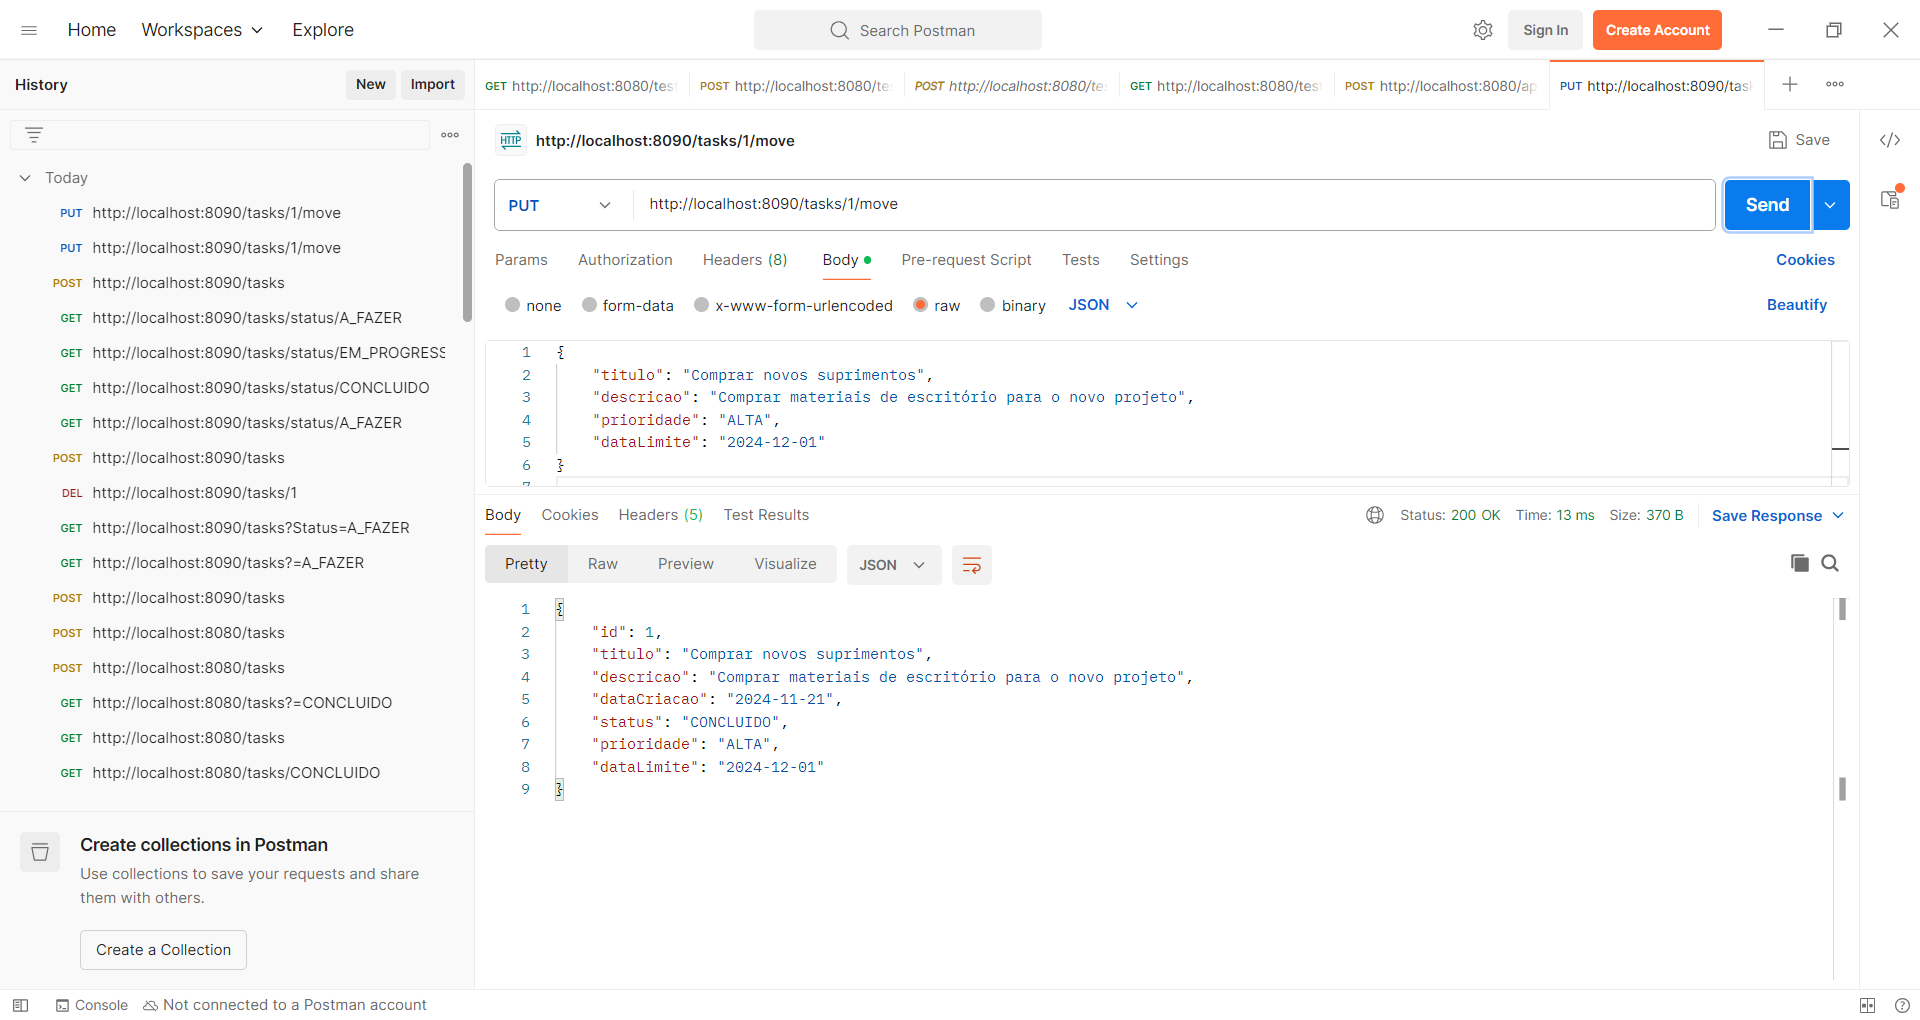 Home Workspaces Explore Search Postman Sign In Create Account
History New Import
GET http://localhost:8080/tes POST http://localhost:8080/te POST http://localhost:8080/te GET http://localhost:8080/test POST http://localhost:8080/ap PUT http://localhost:8090/tas
Today
PUT http://localhost:8090/tasks/1/move
PUT http://localhost:8090/tasks/1/move
POST http://localhost:8090/tasks
GET http://localhost:8090/tasks/status/A_FAZER
GET http://localhost:8090/tasks/status/EM_PROGRESS
GET http://localhost:8090/tasks/status/CONCLUIDO
GET http://localhost:8090/tasks/status/A_FAZER
POST http://localhost:8090/tasks
DEL http://localhost:8090/tasks/1
GET http://localhost:8090/tasks?Status=A_FAZER
GET http://localhost:8090/tasks?=A_FAZER
POST http://localhost:8090/tasks
POST http://localhost:8080/tasks
POST http://localhost:8080/tasks
GET http://localhost:8080/tasks?=CONCLUIDO
GET http://localhost:8080/tasks
GET http://localhost:8080/tasks/CONCLUIDO
Create collections in Postman
Use collections to save your requests and share
them with others.
Create a Collection
HTTP http://localhost:8090/tasks/1/move Save
PUT http://localhost:8090/tasks/1/move Send
Params Authorization Headers (8) Body Pre-request Script Tests Settings Cookies
none form-data x-www-form-urlencoded raw binary JSON Beautify
1 {
2 "titulo": "Comprar novos suprimentos",
3 "descricao": "Comprar materiais de escritório para o novo projeto",
4 "prioridade": "ALTA",
5 "dataLimite": "2024-12-01"
6 }
7
Body Cookies Headers (5) Test Results Status: 200 OK Time: 13 ms Size: 370 B Save Response
Pretty Raw Preview Visualize JSON
1 {
2 "id": 1,
3 "titulo": "Comprar novos suprimentos",
4 "descricao": "Comprar materiais de escritório para o novo projeto",
5 "dataCriacao": "2024-11-21",
6 "status": "CONCLUIDO",
7 "prioridade": "ALTA",
8 "dataLimite": "2024-12-01"
9 }
Console Not connected to a Postman account